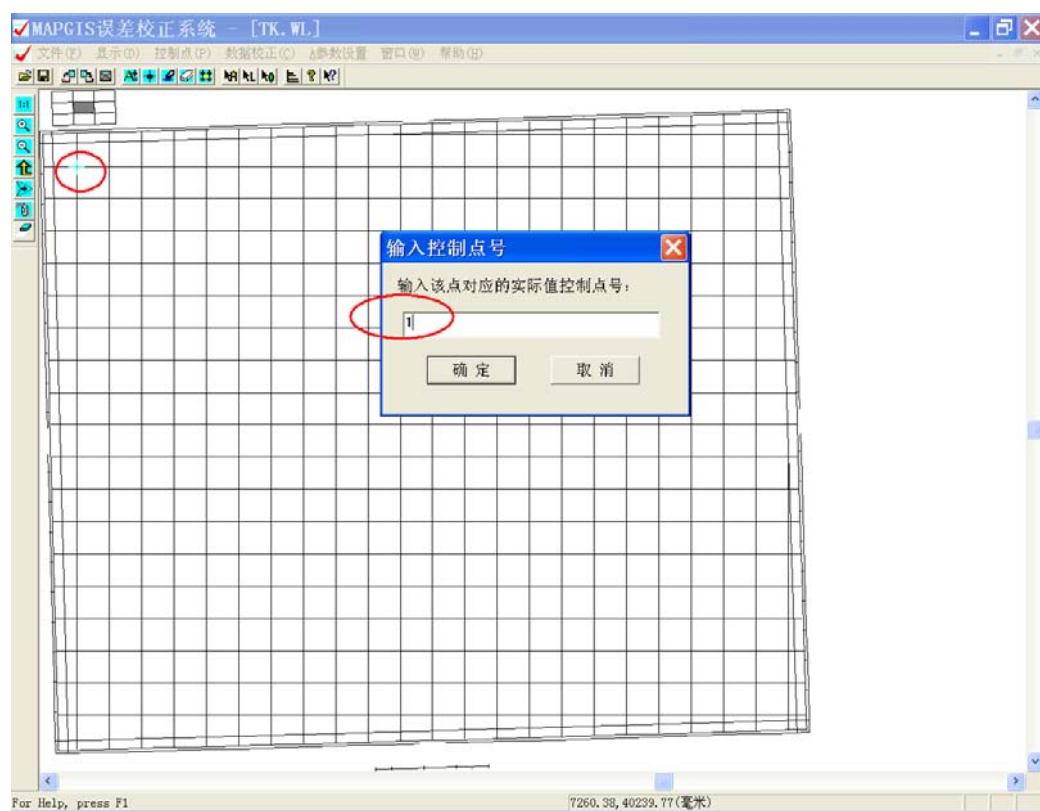 MAPGIS误差校正系统 - [TK.WL]
文件(F) 显示(D) 控制点(P) 数据校正(C) A参数设置 窗口(W) 帮助(H)
1:1
输入控制点号
输入该点对应的实际值控制点号:
1
确定 取消
For Help, press F1 7260.38,40239.77(毫米)